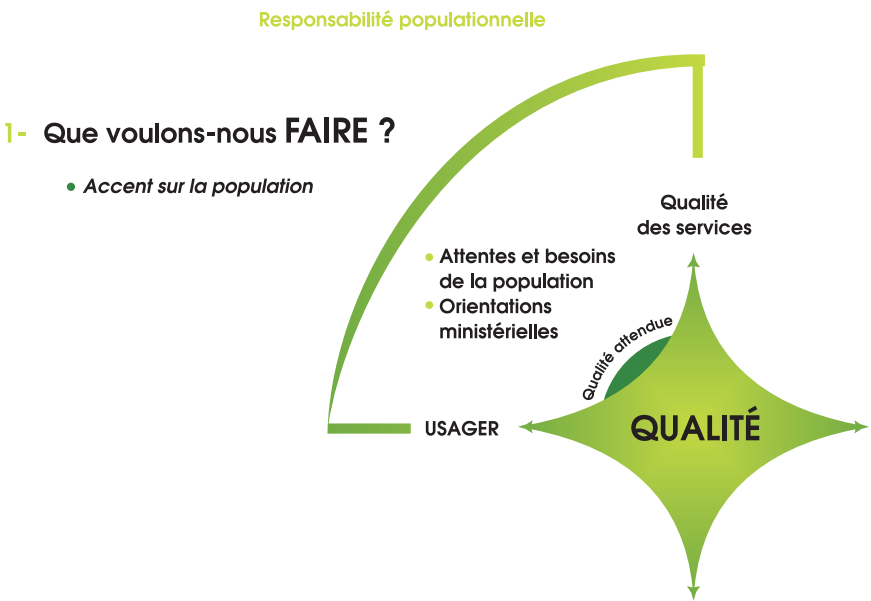 Responsabilité populationnelle
1- Que voulons-nous FAIRE ?
• Accent sur la population
Qualité
des services
• Attentes et besoins
de la population
• Orientations
ministérielles
Qualité attendue
USAGER
QUALITÉ